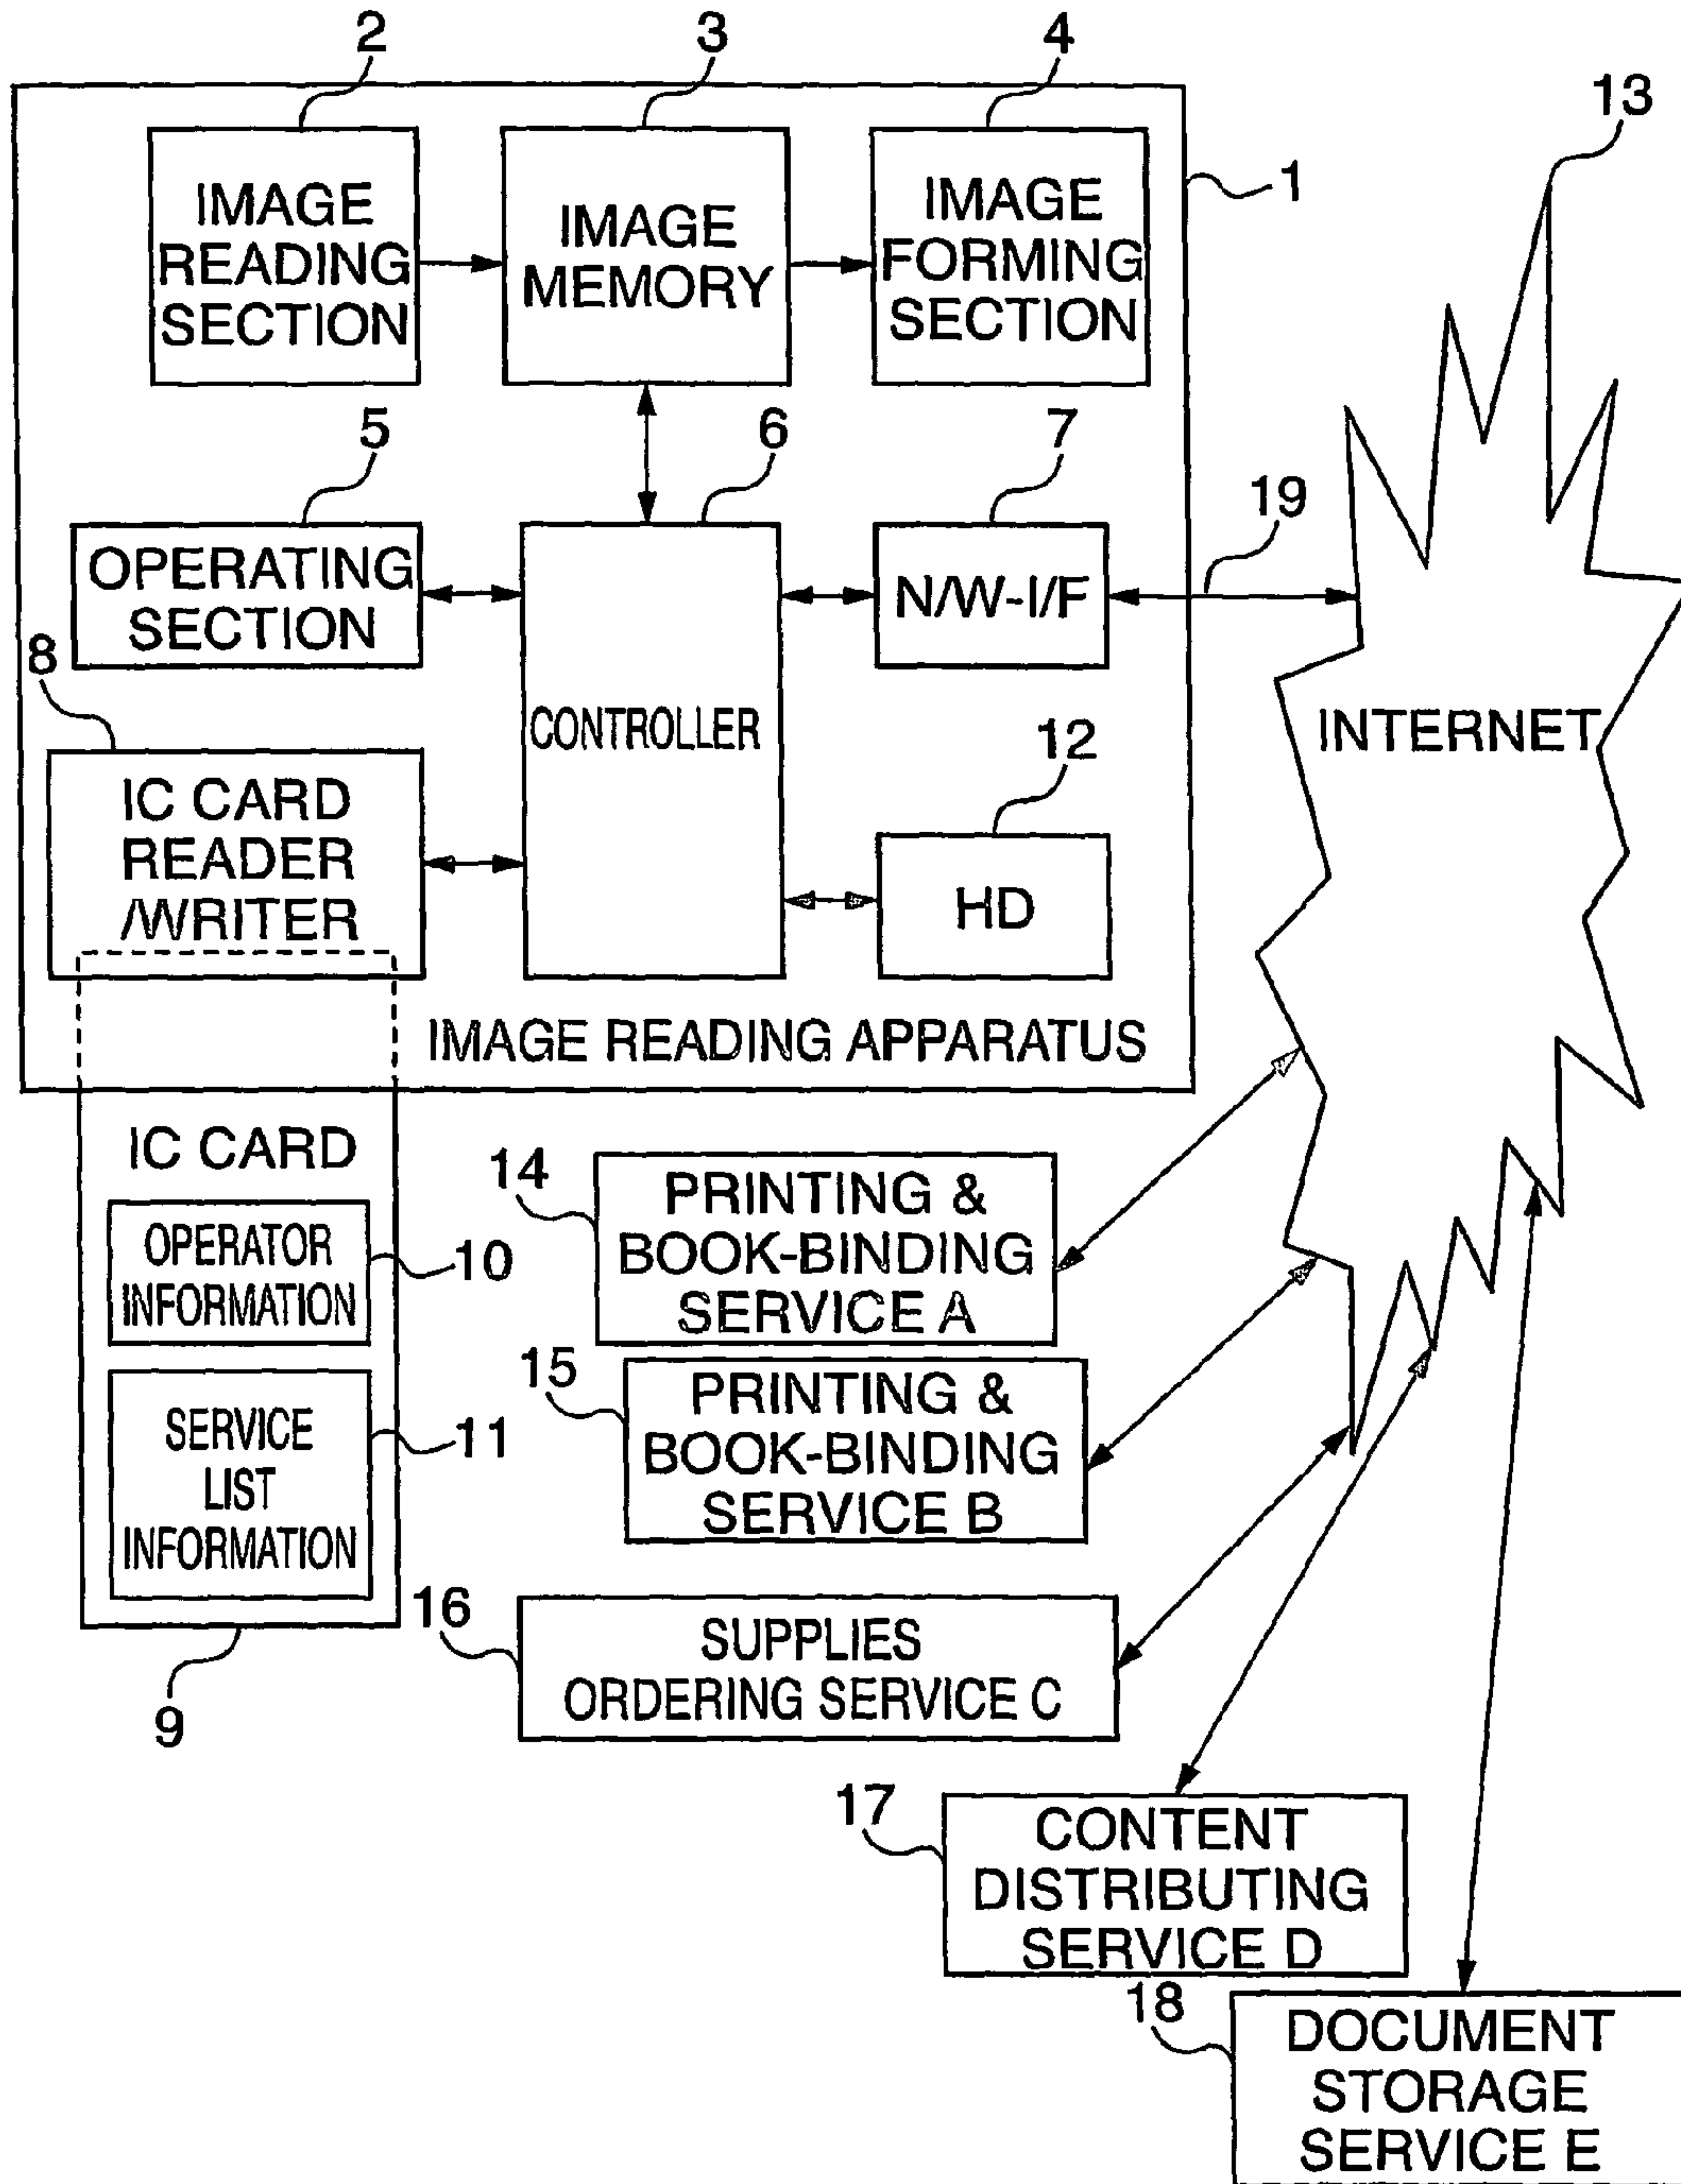 2
3
4
13
1
IMAGE
READING
SECTION
IMAGE
MEMORY
IMAGE
FORMING
SECTION
5
6
7
19
OPERATING
SECTION
CONTROLLER
N/W-I/F
INTERNET
8
12
IC CARD
READER
/WRITER
HD
IMAGE READING APPARATUS
IC CARD
OPERATOR
INFORMATION
10
SERVICE
LIST
INFORMATION
11
9
14
PRINTING &
BOOK-BINDING
SERVICE A
15
PRINTING &
BOOK-BINDING
SERVICE B
16
SUPPLIES
ORDERING SERVICE C
17
CONTENT
DISTRIBUTING
SERVICE D
18
DOCUMENT
STORAGE
SERVICE E